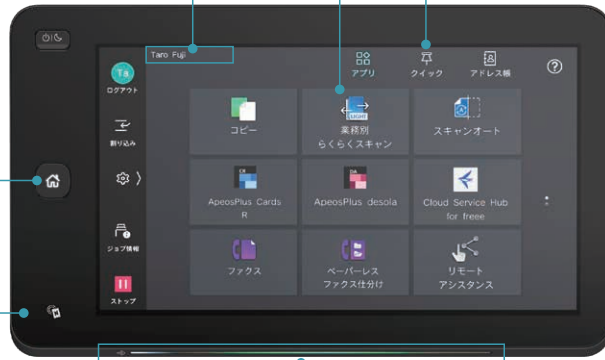 Taro Fuji
Ta
ログアウト
アプリ
クイック
アドレス帳
?
割り込み
ジョブ情報
ストップ
コピー
LIGHT
業務別
らくらくスキャン
スキャンオート
CR
ApeosPlus Cards
R
DA
ApeosPlus desola
Cloud Service Hub
for freee
ファクス
ペーパーレス
ファクス仕分け
リモート
アシスタンス